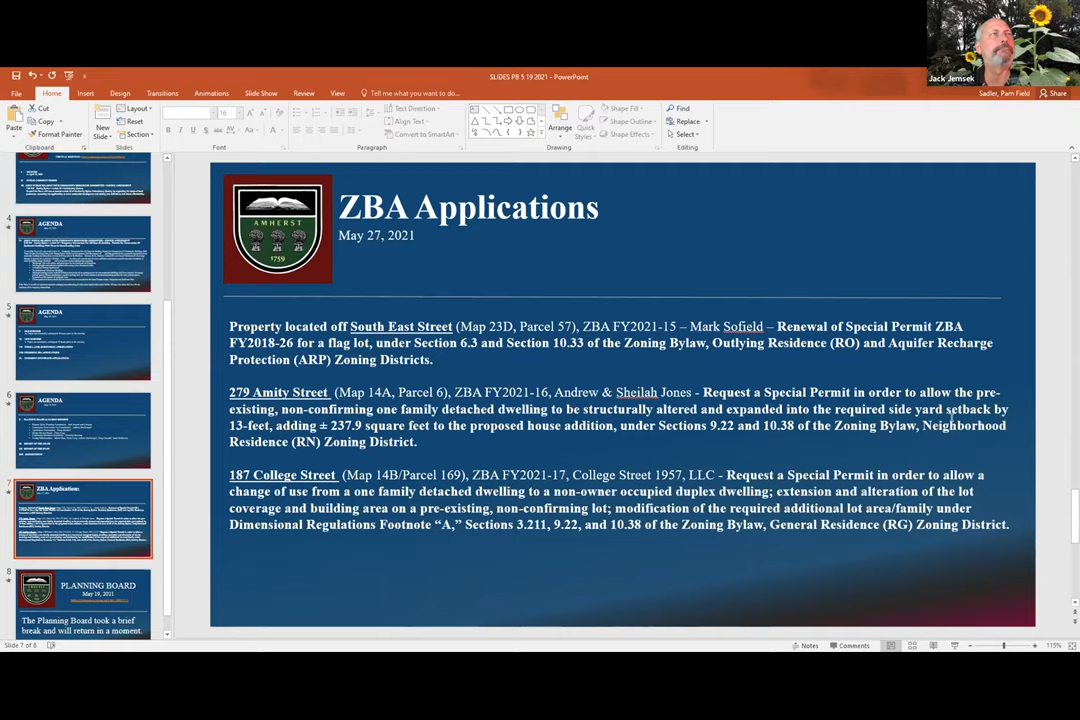 Jack Jemsek
SLIDES PB 5 19 2021 - PowerPoint
File Home Insert Design Transitions Animations Slide Show Review View Tell me what you want to do... Sadler, Pam Field Share
Paste Cut Copy Format Painter Clipboard
New Slide Layout Reset Section Slides
16 Font
Text Direction Align Text Convert to SmartArt Paragraph
Arrange Quick Styles Shape Fill Shape Outline Shape Effects Drawing
Find Replace Select Editing
4 AGENDA
5 AGENDA
6 AGENDA
7 ZBA Applications
8 PLANNING BOARD
May 19, 2021
The Planning Board took a brief
break and will return in a moment.
AMHERST
1759
ZBA Applications
May 27, 2021
Property located off South East Street (Map 23D, Parcel 57), ZBA FY2021-15 – Mark Sofield – Renewal of Special Permit ZBA
FY2018-26 for a flag lot, under Section 6.3 and Section 10.33 of the Zoning Bylaw, Outlying Residence (RO) and Aquifer Recharge
Protection (ARP) Zoning Districts.
279 Amity Street (Map 14A, Parcel 6), ZBA FY2021-16, Andrew & Sheilah Jones - Request a Special Permit in order to allow the pre-
existing, non-confirming one family detached dwelling to be structurally altered and expanded into the required side yard setback by
13-feet, adding ± 237.9 square feet to the proposed house addition, under Sections 9.22 and 10.38 of the Zoning Bylaw, Neighborhood
Residence (RN) Zoning District.
187 College Street (Map 14B/Parcel 169), ZBA FY2021-17, College Street 1957, LLC - Request a Special Permit in order to allow a
change of use from a one family detached dwelling to a non-owner occupied duplex dwelling; extension and alteration of the lot
coverage and building area on a pre-existing, non-confirming lot; modification of the required additional lot area/family under
Dimensional Regulations Footnote “A,” Sections 3.211, 9.22, and 10.38 of the Zoning Bylaw, General Residence (RG) Zoning District.
Slide 7 of 8 Notes Comments 115%